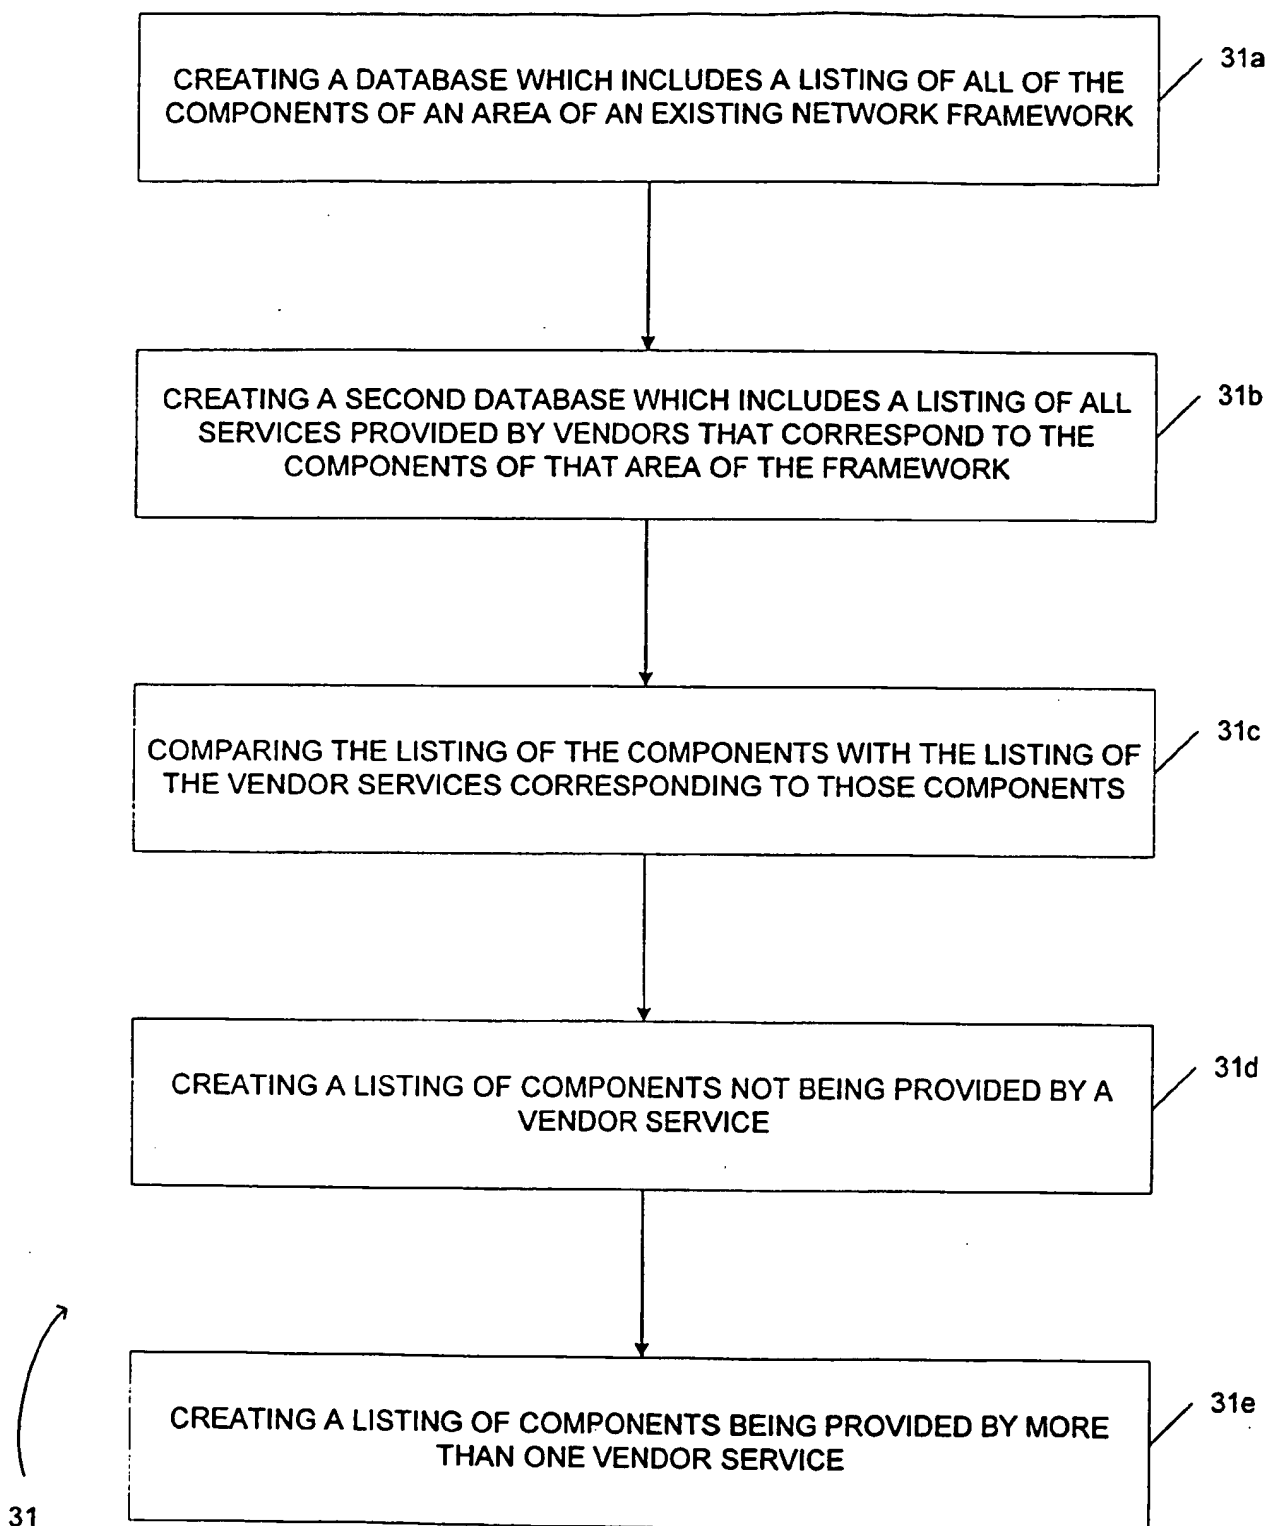 CREATING A DATABASE WHICH INCLUDES A LISTING OF ALL OF THE
COMPONENTS OF AN AREA OF AN EXISTING NETWORK FRAMEWORK
31a
CREATING A SECOND DATABASE WHICH INCLUDES A LISTING OF ALL
SERVICES PROVIDED BY VENDORS THAT CORRESPOND TO THE
COMPONENTS OF THAT AREA OF THE FRAMEWORK
31b
COMPARING THE LISTING OF THE COMPONENTS WITH THE LISTING OF
THE VENDOR SERVICES CORRESPONDING TO THOSE COMPONENTS
31c
CREATING A LISTING OF COMPONENTS NOT BEING PROVIDED BY A
VENDOR SERVICE
31d
CREATING A LISTING OF COMPONENTS BEING PROVIDED BY MORE
THAN ONE VENDOR SERVICE
31e
31